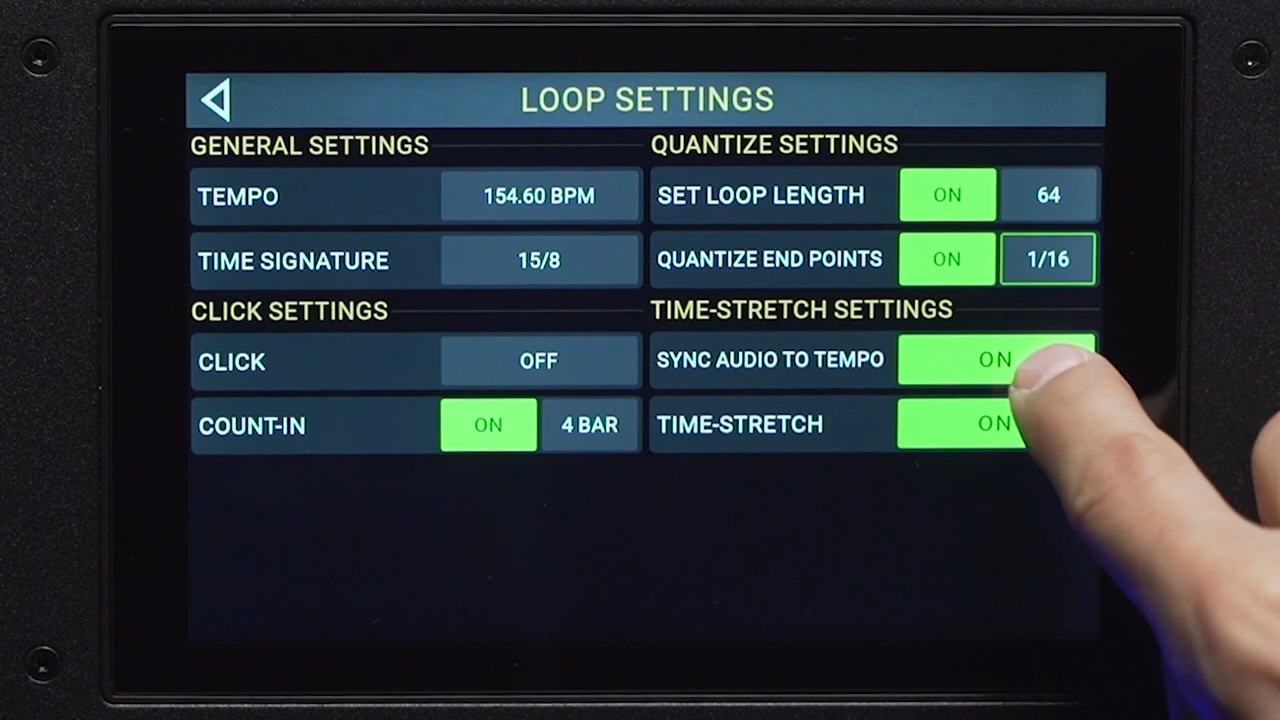 LOOP SETTINGS
GENERAL SETTINGS
TEMPO 154.60 BPM
TIME SIGNATURE 15/8
CLICK SETTINGS
CLICK OFF
COUNT-IN ON 4 BAR
QUANTIZE SETTINGS
SET LOOP LENGTH ON 64
QUANTIZE END POINTS ON 1/16
TIME-STRETCH SETTINGS
SYNC AUDIO TO TEMPO ON
TIME-STRETCH ON